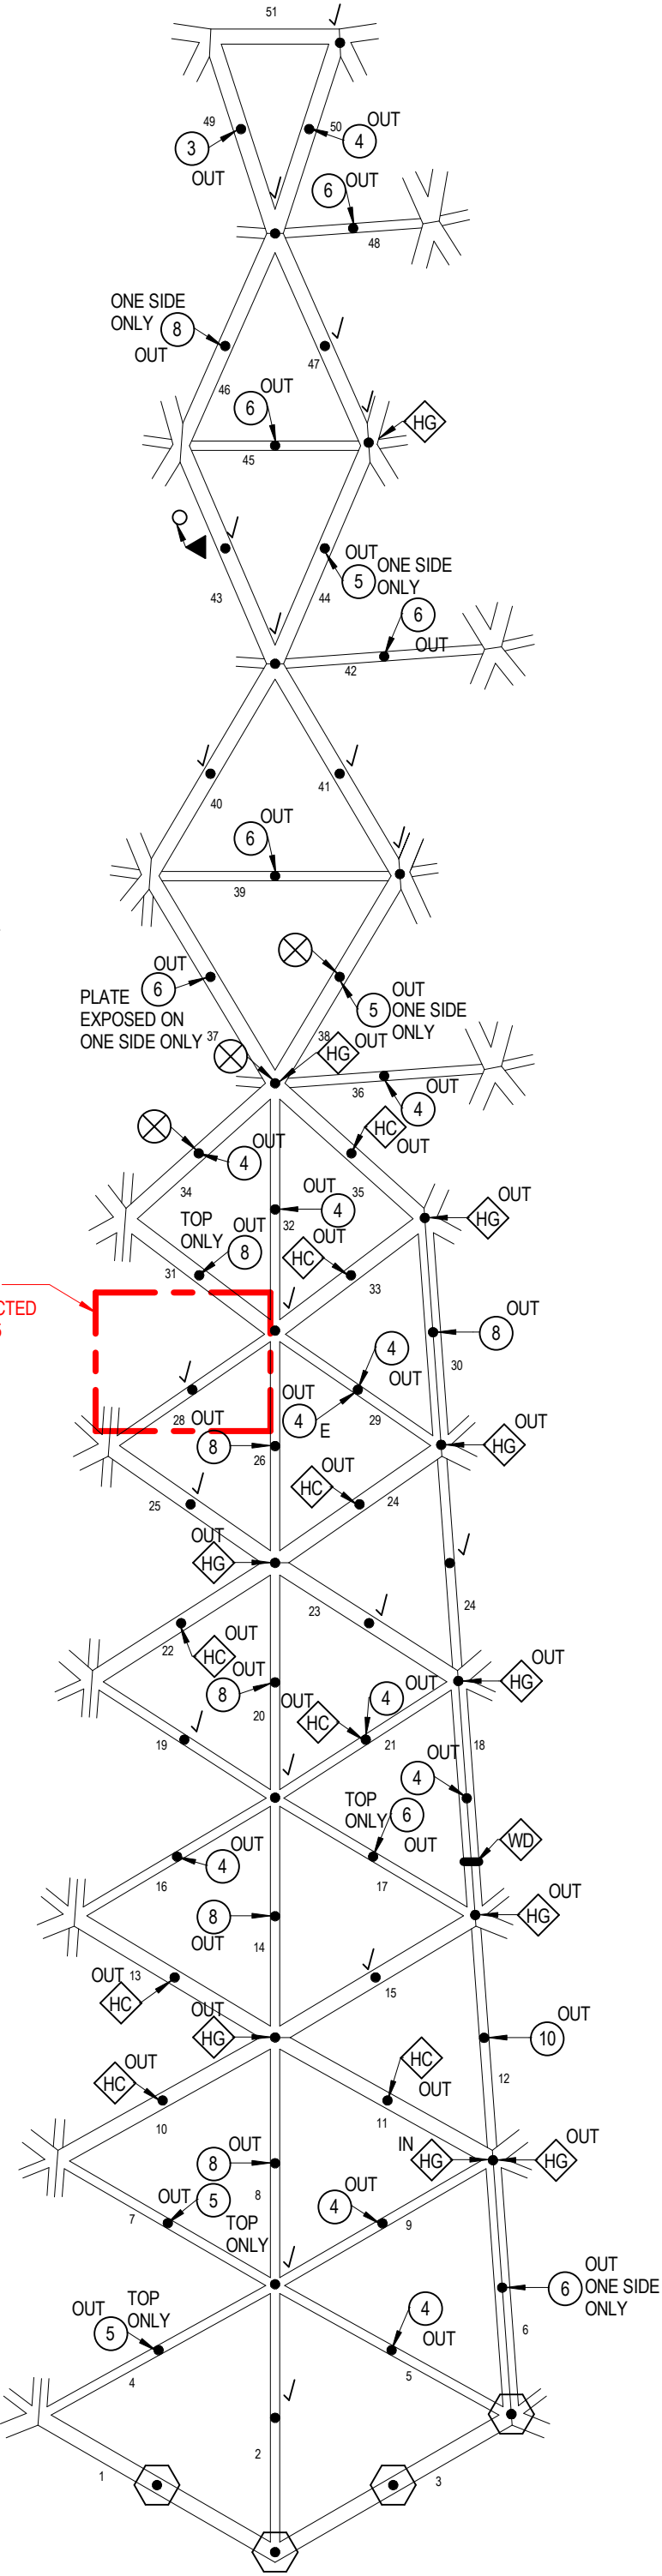 51
49
50
OUT
4
3
OUT
OUT
6
48
ONE SIDE
ONLY
8
OUT
47
46
OUT
6
45
HG
OUT
ONE SIDE
5
ONLY
43
44
6
OUT
42
40
41
OUT
6
39
OUT
6
PLATE
EXPOSED ON
ONE SIDE ONLY
37
5
OUT
ONE SIDE
ONLY
38
HG
OUT
36
OUT
4
OUT
4
34
HC
OUT
35
OUT
4
32
TOP
ONLY
OUT
8
31
OUT
HC
33
OUT
HG
CTED
OUT
8
30
4
OUT
28
OUT
8
OUT
4
E
26
29
OUT
HG
25
OUT
HC
24
OUT
HG
24
23
22
OUT
HC
OUT
8
20
OUT
HC
4
OUT
21
OUT
HG
19
18
OUT
4
TOP
ONLY
6
OUT
17
WD
16
4
OUT
8
OUT
14
OUT
HG
OUT
13
HC
15
OUT
HG
OUT
10
12
OUT
HC
10
HC
OUT
11
IN
HG
OUT
HG
OUT
8
8
OUT
5
TOP
ONLY
7
OUT
4
9
OUT
ONE SIDE
ONLY
6
6
OUT
TOP
ONLY
5
4
4
OUT
5
2
1
3